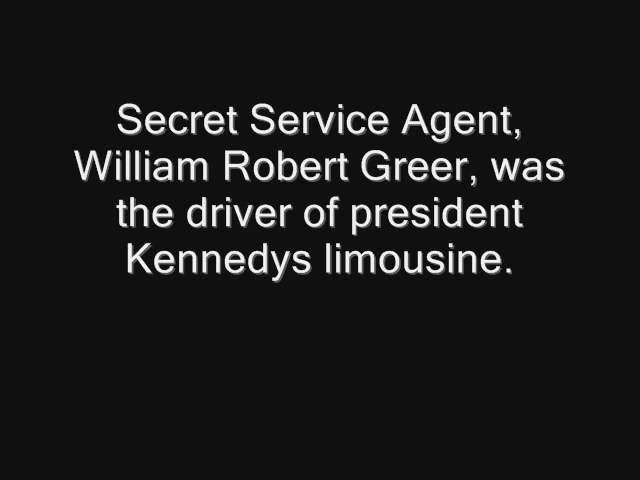 Secret Service Agent,
William Robert Greer, was
the driver of president
Kennedys limousine.